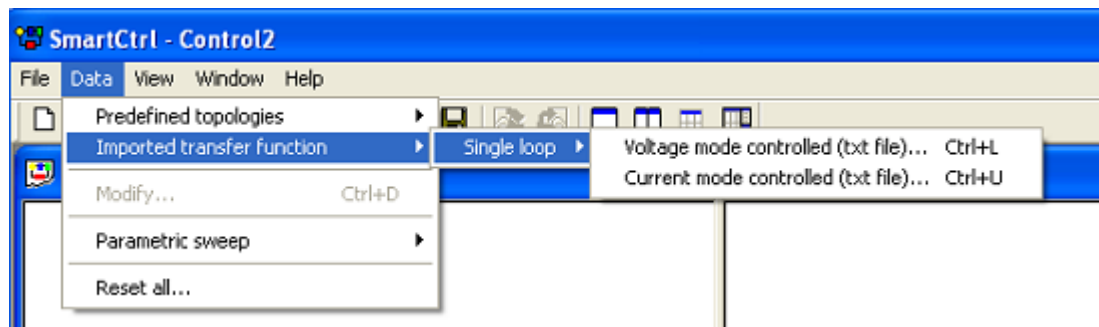 SmartCtrl - Control2
File Data View Window Help
Predefined topologies
Imported transfer function
Single loop
Voltage mode controlled (txt file)... Ctrl+L
Current mode controlled (txt file)... Ctrl+U
Modify... Ctrl+D
Parametric sweep
Reset all...